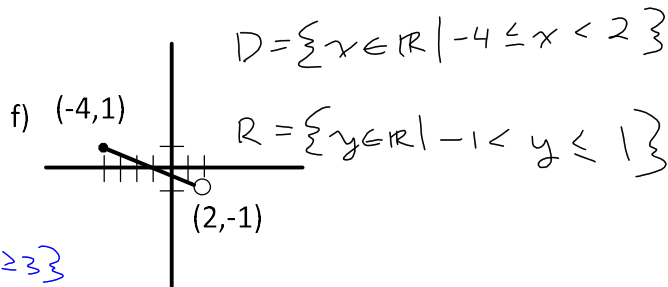 D = {x ∈ ℝ | -4 ≤ x < 2}
f) (-4,1)
R = {y ∈ ℝ | -1 < y ≤ 1}
(2,-1)
≥3}